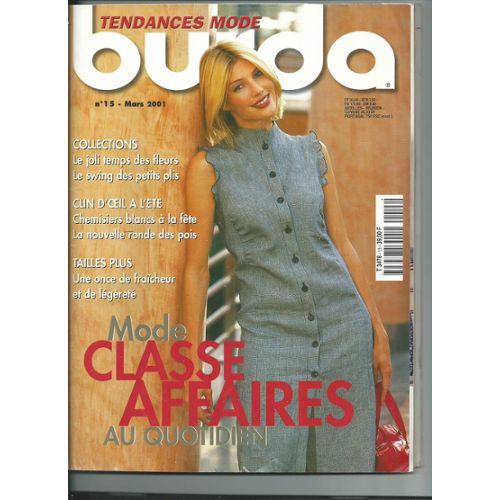 TENDANCES MODE
burda
n°15 - Mars 2001
COLLECTIONS
Le joli temps des fleurs
Le swing des petits plis
CLIN D'ŒIL A L'ETE
Chemisiers blancs à la fête
La nouvelle ronde des pois
TAILLES PLUS
Une once de fraîcheur
et de légèreté
Mode
CLASSE
AFFAIRES
AU QUOTIDIEN